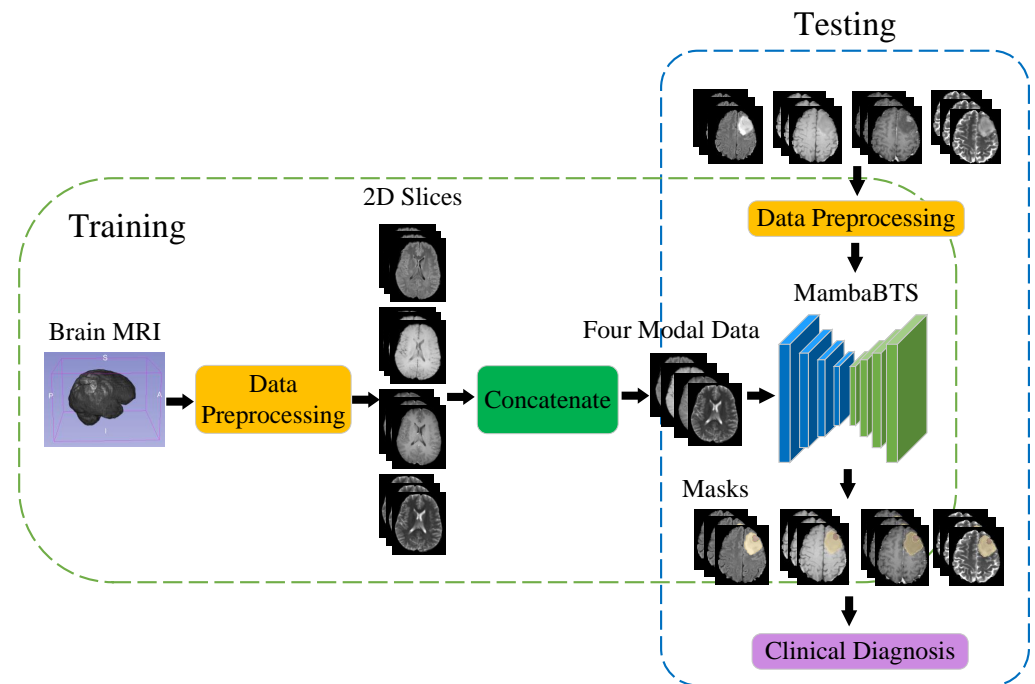 Testing
Training
2D Slices
Data Preprocessing
MambaBTS
Brain MRI
Four Modal Data
S
P
A
I
Data
Preprocessing
Concatenate
Masks
Clinical Diagnosis